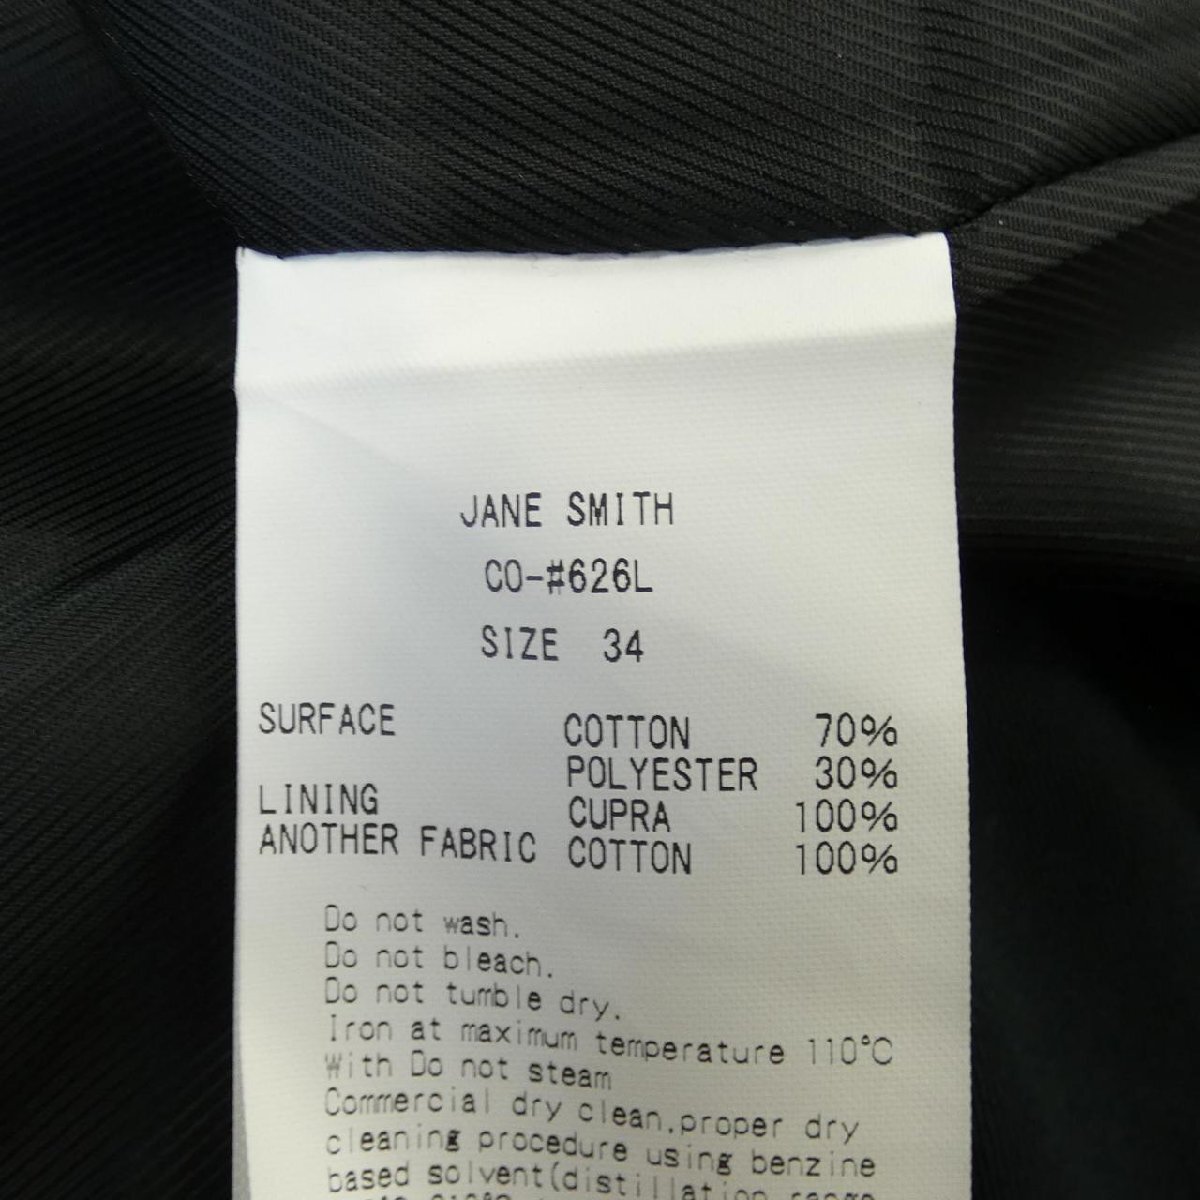 JANE SMITH
CO-#626L
SIZE 34
SURFACE COTTON 70%
POLYESTER 30%
LINING CUPRA 100%
ANOTHER FABRIC COTTON 100%
Do not wash.
Do not bleach.
Do not tumble dry.
Iron at maximum temperature 110°C
With Do not steam
Commercial dry clean.proper dry
cleaning procedure using benzine
based solvent(distillation range